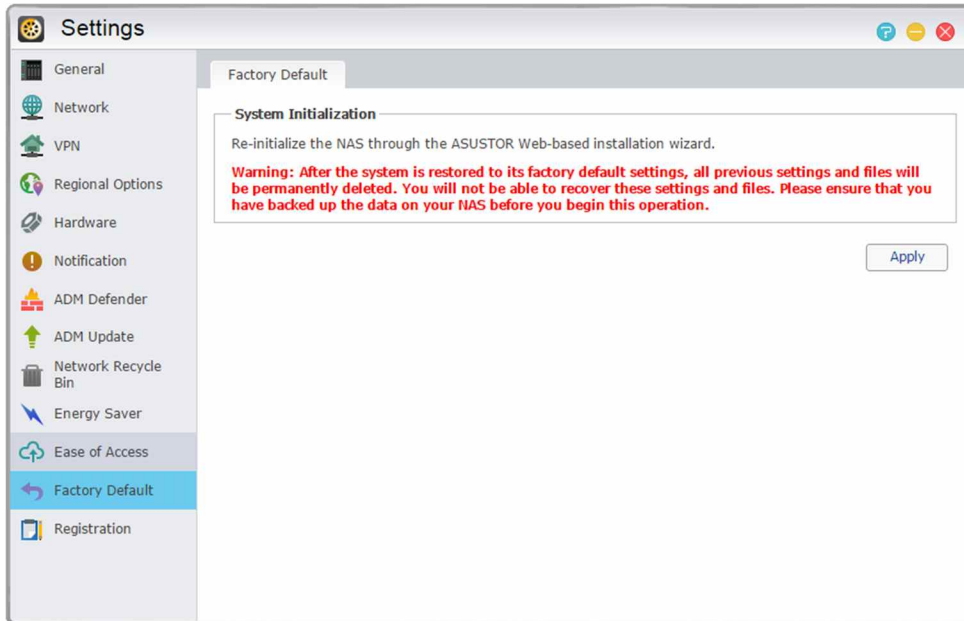 Settings
General
Network
VPN
Regional Options
Hardware
Notification
ADM Defender
ADM Update
Network Recycle
Bin
Energy Saver
Ease of Access
Factory Default
Registration
Factory Default
System Initialization
Re-initialize the NAS through the ASUSTOR Web-based installation wizard.
Warning: After the system is restored to its factory default settings, all previous settings and files will
be permanently deleted. You will not be able to recover these settings and files. Please ensure that you
have backed up the data on your NAS before you begin this operation.
Apply